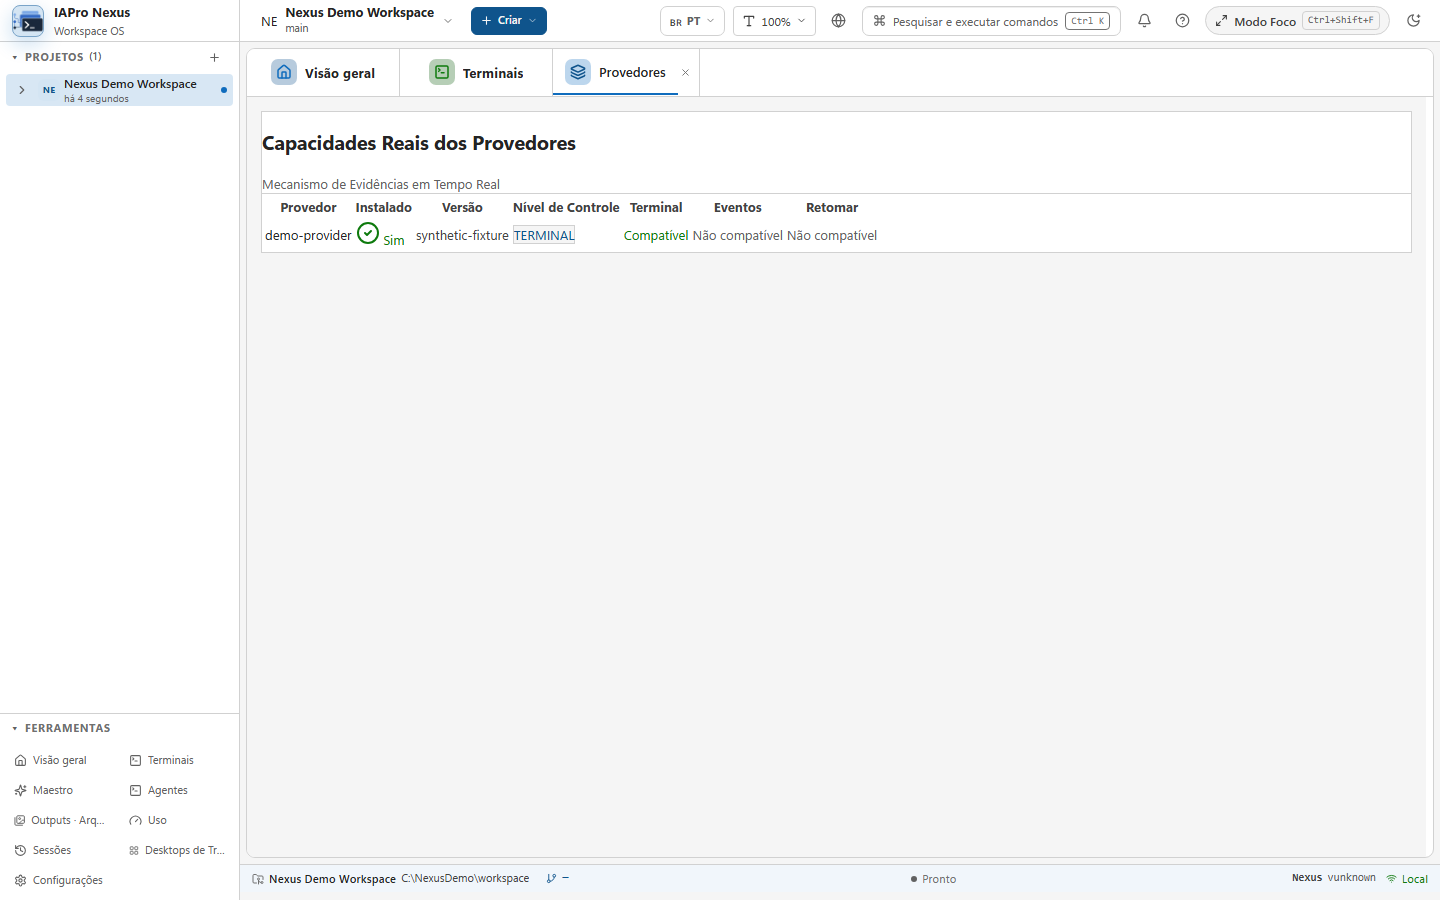 IAPro Nexus
Workspace OS
NE
Nexus Demo Workspace
main
Criar
BR PT
100%
Pesquisar e executar comandos
Ctrl K
Modo Foco
Ctrl+Shift+F
PROJETOS (1)
NE
Nexus Demo Workspace
há 4 segundos
Visão geral
Terminais
Provedores
Capacidades Reais dos Provedores
Mecanismo de Evidências em Tempo Real
Provedor Instalado Versão Nível de Controle Terminal Eventos Retomar
demo-provider Sim synthetic-fixture TERMINAL Compatível Não compatível Não compatível
FERRAMENTAS
Visão geral Terminais
Maestro Agentes
Outputs · Arq... Uso
Sessões Desktops de Tr...
Configurações
Nexus Demo Workspace C:\NexusDemo\workspace – Pronto Nexus vunknown Local